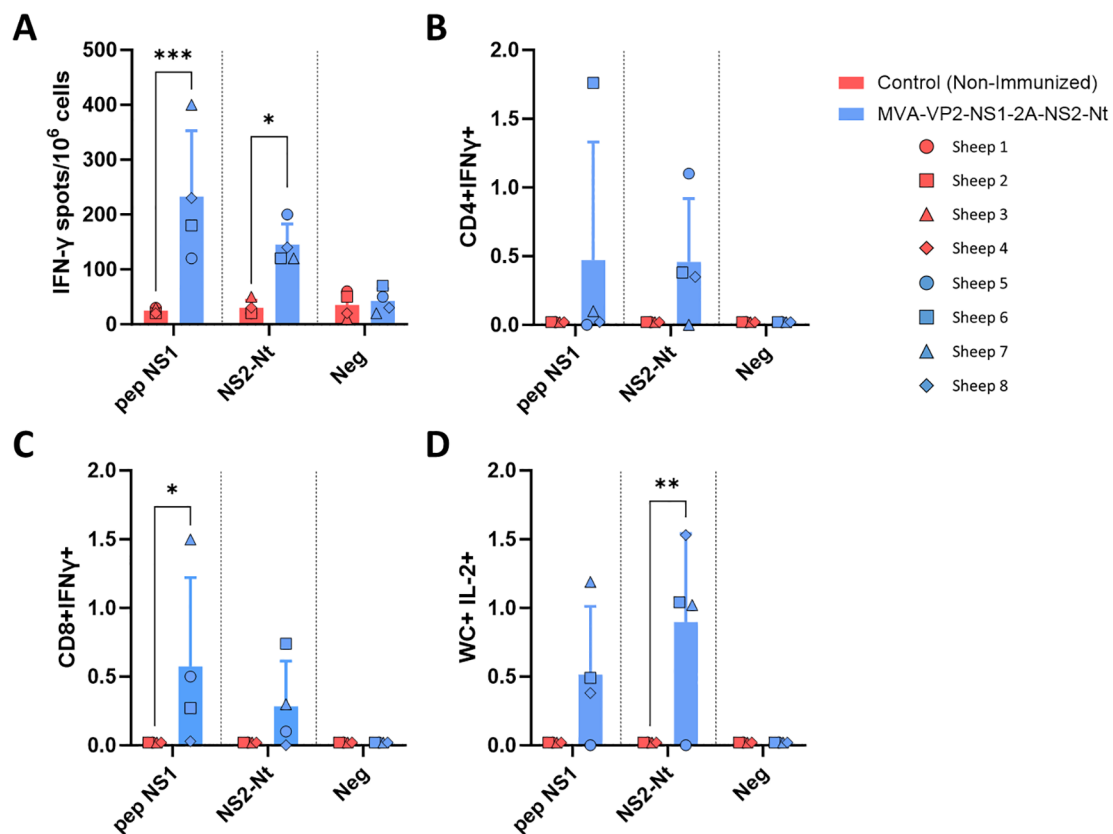 A
IFN-γ spots/10⁶ cells
500
400
300
200
100
0
***
*
pep NS1
NS2-Nt
Neg
B
CD4+IFNγ+
2.0
1.5
1.0
0.5
0.0
pep NS1
NS2-Nt
Neg
Control (Non-Immunized)
MVA-VP2-NS1-2A-NS2-Nt
Sheep 1
Sheep 2
Sheep 3
Sheep 4
Sheep 5
Sheep 6
Sheep 7
Sheep 8
C
CD8+IFNγ+
2.0
1.5
1.0
0.5
0.0
*
pep NS1
NS2-Nt
Neg
D
WC+ IL-2+
2.0
1.5
1.0
0.5
0.0
**
pep NS1
NS2-Nt
Neg